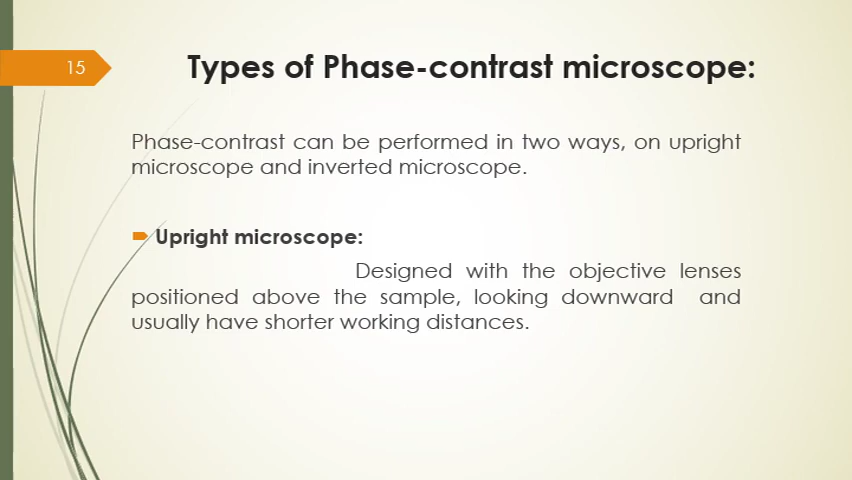 15
Types of Phase-contrast microscope:
Phase-contrast can be performed in two ways, on upright
microscope and inverted microscope.
Upright microscope:
Designed with the objective lenses
positioned above the sample, looking downward and
usually have shorter working distances.